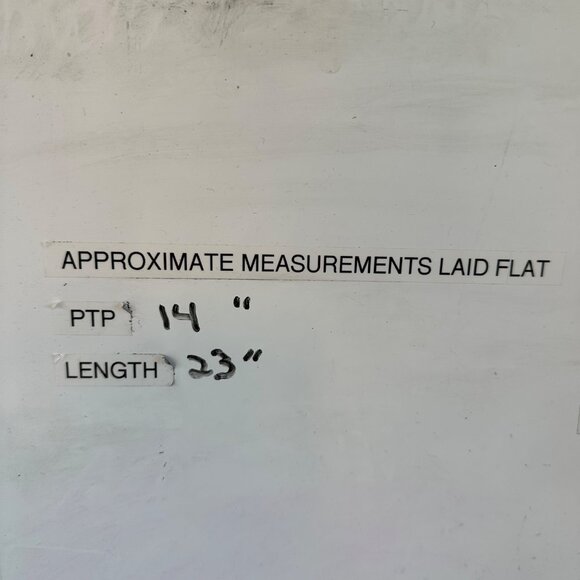 APPROXIMATE MEASUREMENTS LAID FLAT
PTP 14 "
LENGTH 23"